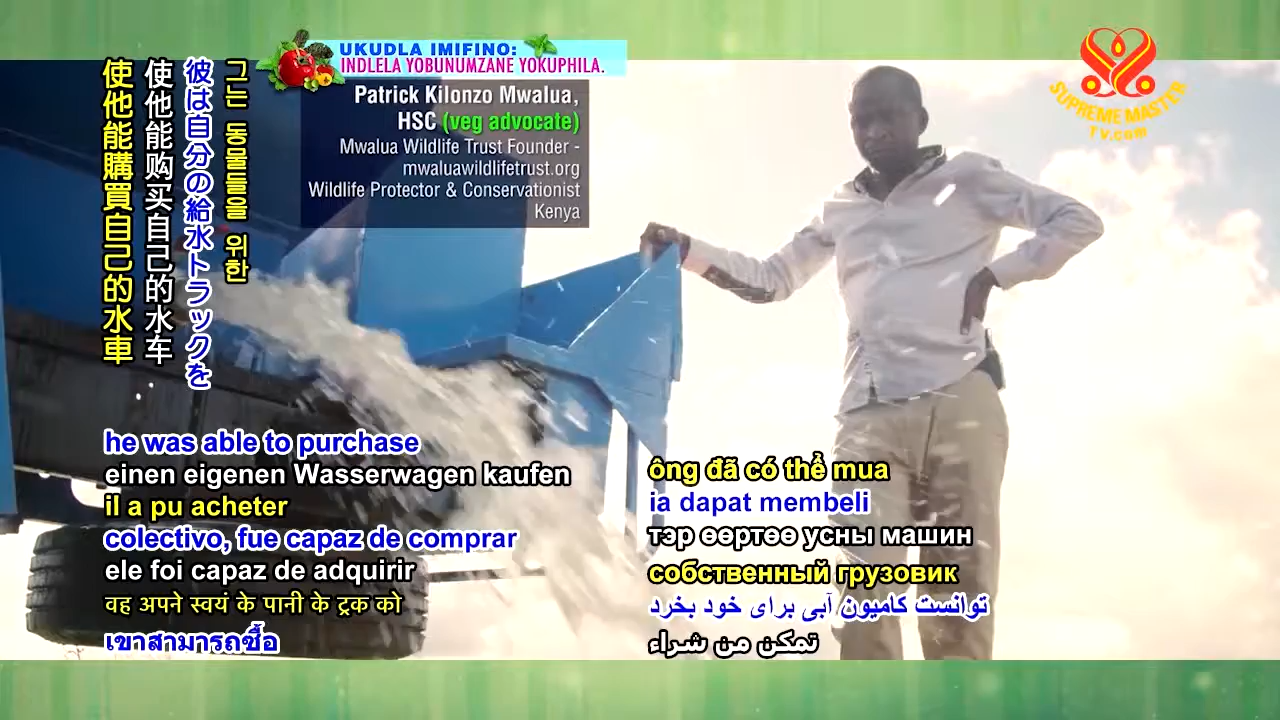 UKUDLA IMIFINO:
INDLELA YOBUNUMZANE YOKUPHILA.
Patrick Kilonzo Mwalua,
HSC (veg advocate)
Mwalua Wildlife Trust Founder -
mwaluawildlifetrust.org
Wildlife Protector & Conservationist
Kenya
SUPREME MASTER
TV.com
그는 동물들을 위한
彼は自分の給水トラックを
使他能购买自己的水车
使他能購買自己的水車
he was able to purchase
einen eigenen Wasserwagen kaufen
il a pu acheter
colectivo, fue capaz de comprar
ele foi capaz de adquirir
वह अपने स्वयं के पानी के ट्रक को
เขาสามารถซื้อ
ông đã có thể mua
ia dapat membeli
тэр өөртөө усны машин
собственный грузовик
توانست کامیون آبی برای خود بخرد
تمكن من شراء